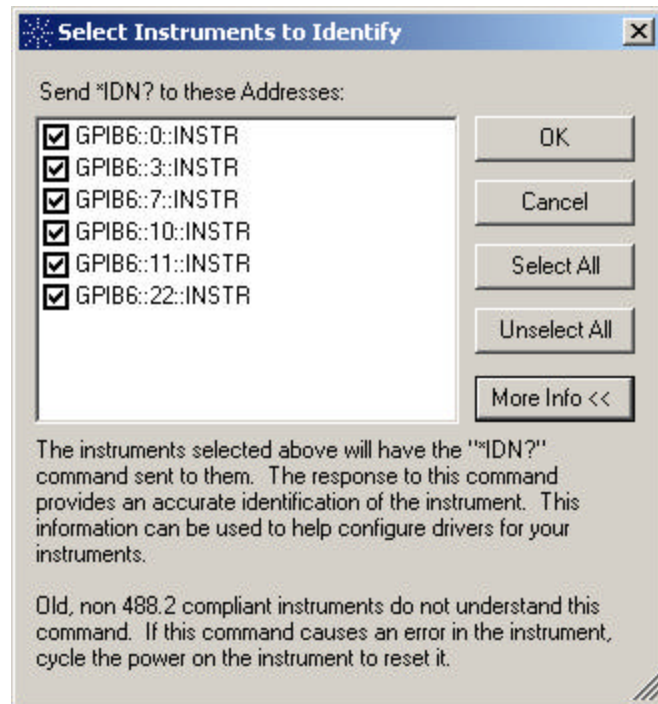 Select Instruments to Identify
Send *IDN? to these Addresses:
GPIB6::0::INSTR
GPIB6::3::INSTR
GPIB6::7::INSTR
GPIB6::10::INSTR
GPIB6::11::INSTR
GPIB6::22::INSTR
OK
Cancel
Select All
Unselect All
More Info <<
The instruments selected above will have the "*IDN?"
command sent to them.  The response to this command
provides an accurate identification of the instrument.  This
information can be used to help configure drivers for your
instruments.
Old, non 488.2 compliant instruments do not understand this
command.  If this command causes an error in the instrument,
cycle the power on the instrument to reset it.